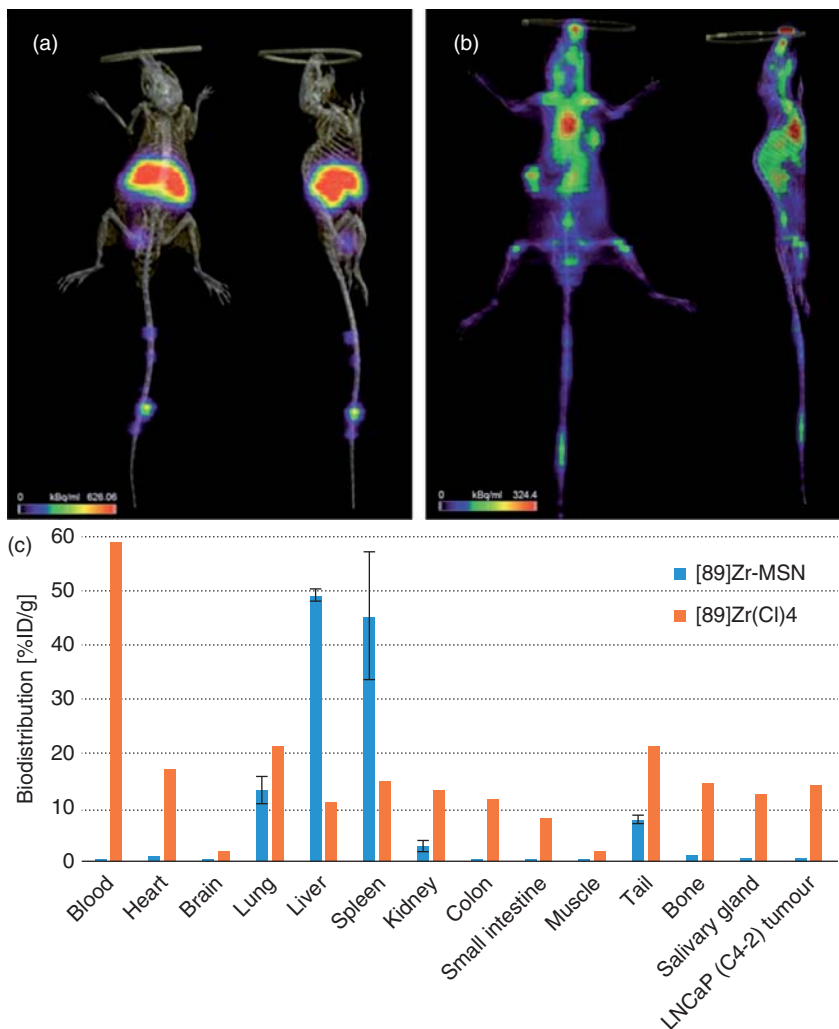 (a)
(b)
0 kBq/ml 626.06
0 kBq/ml 324.4
(c)
Biodistribution [%ID/g]
60
50
40
30
20
10
0
[89]Zr-MSN
[89]Zr(Cl)4
Blood
Heart
Brain
Lung
Liver
Spleen
Kidney
Colon
Small intestine
Muscle
Tail
Bone
Salivary gland
LNCaP (C4-2) tumour